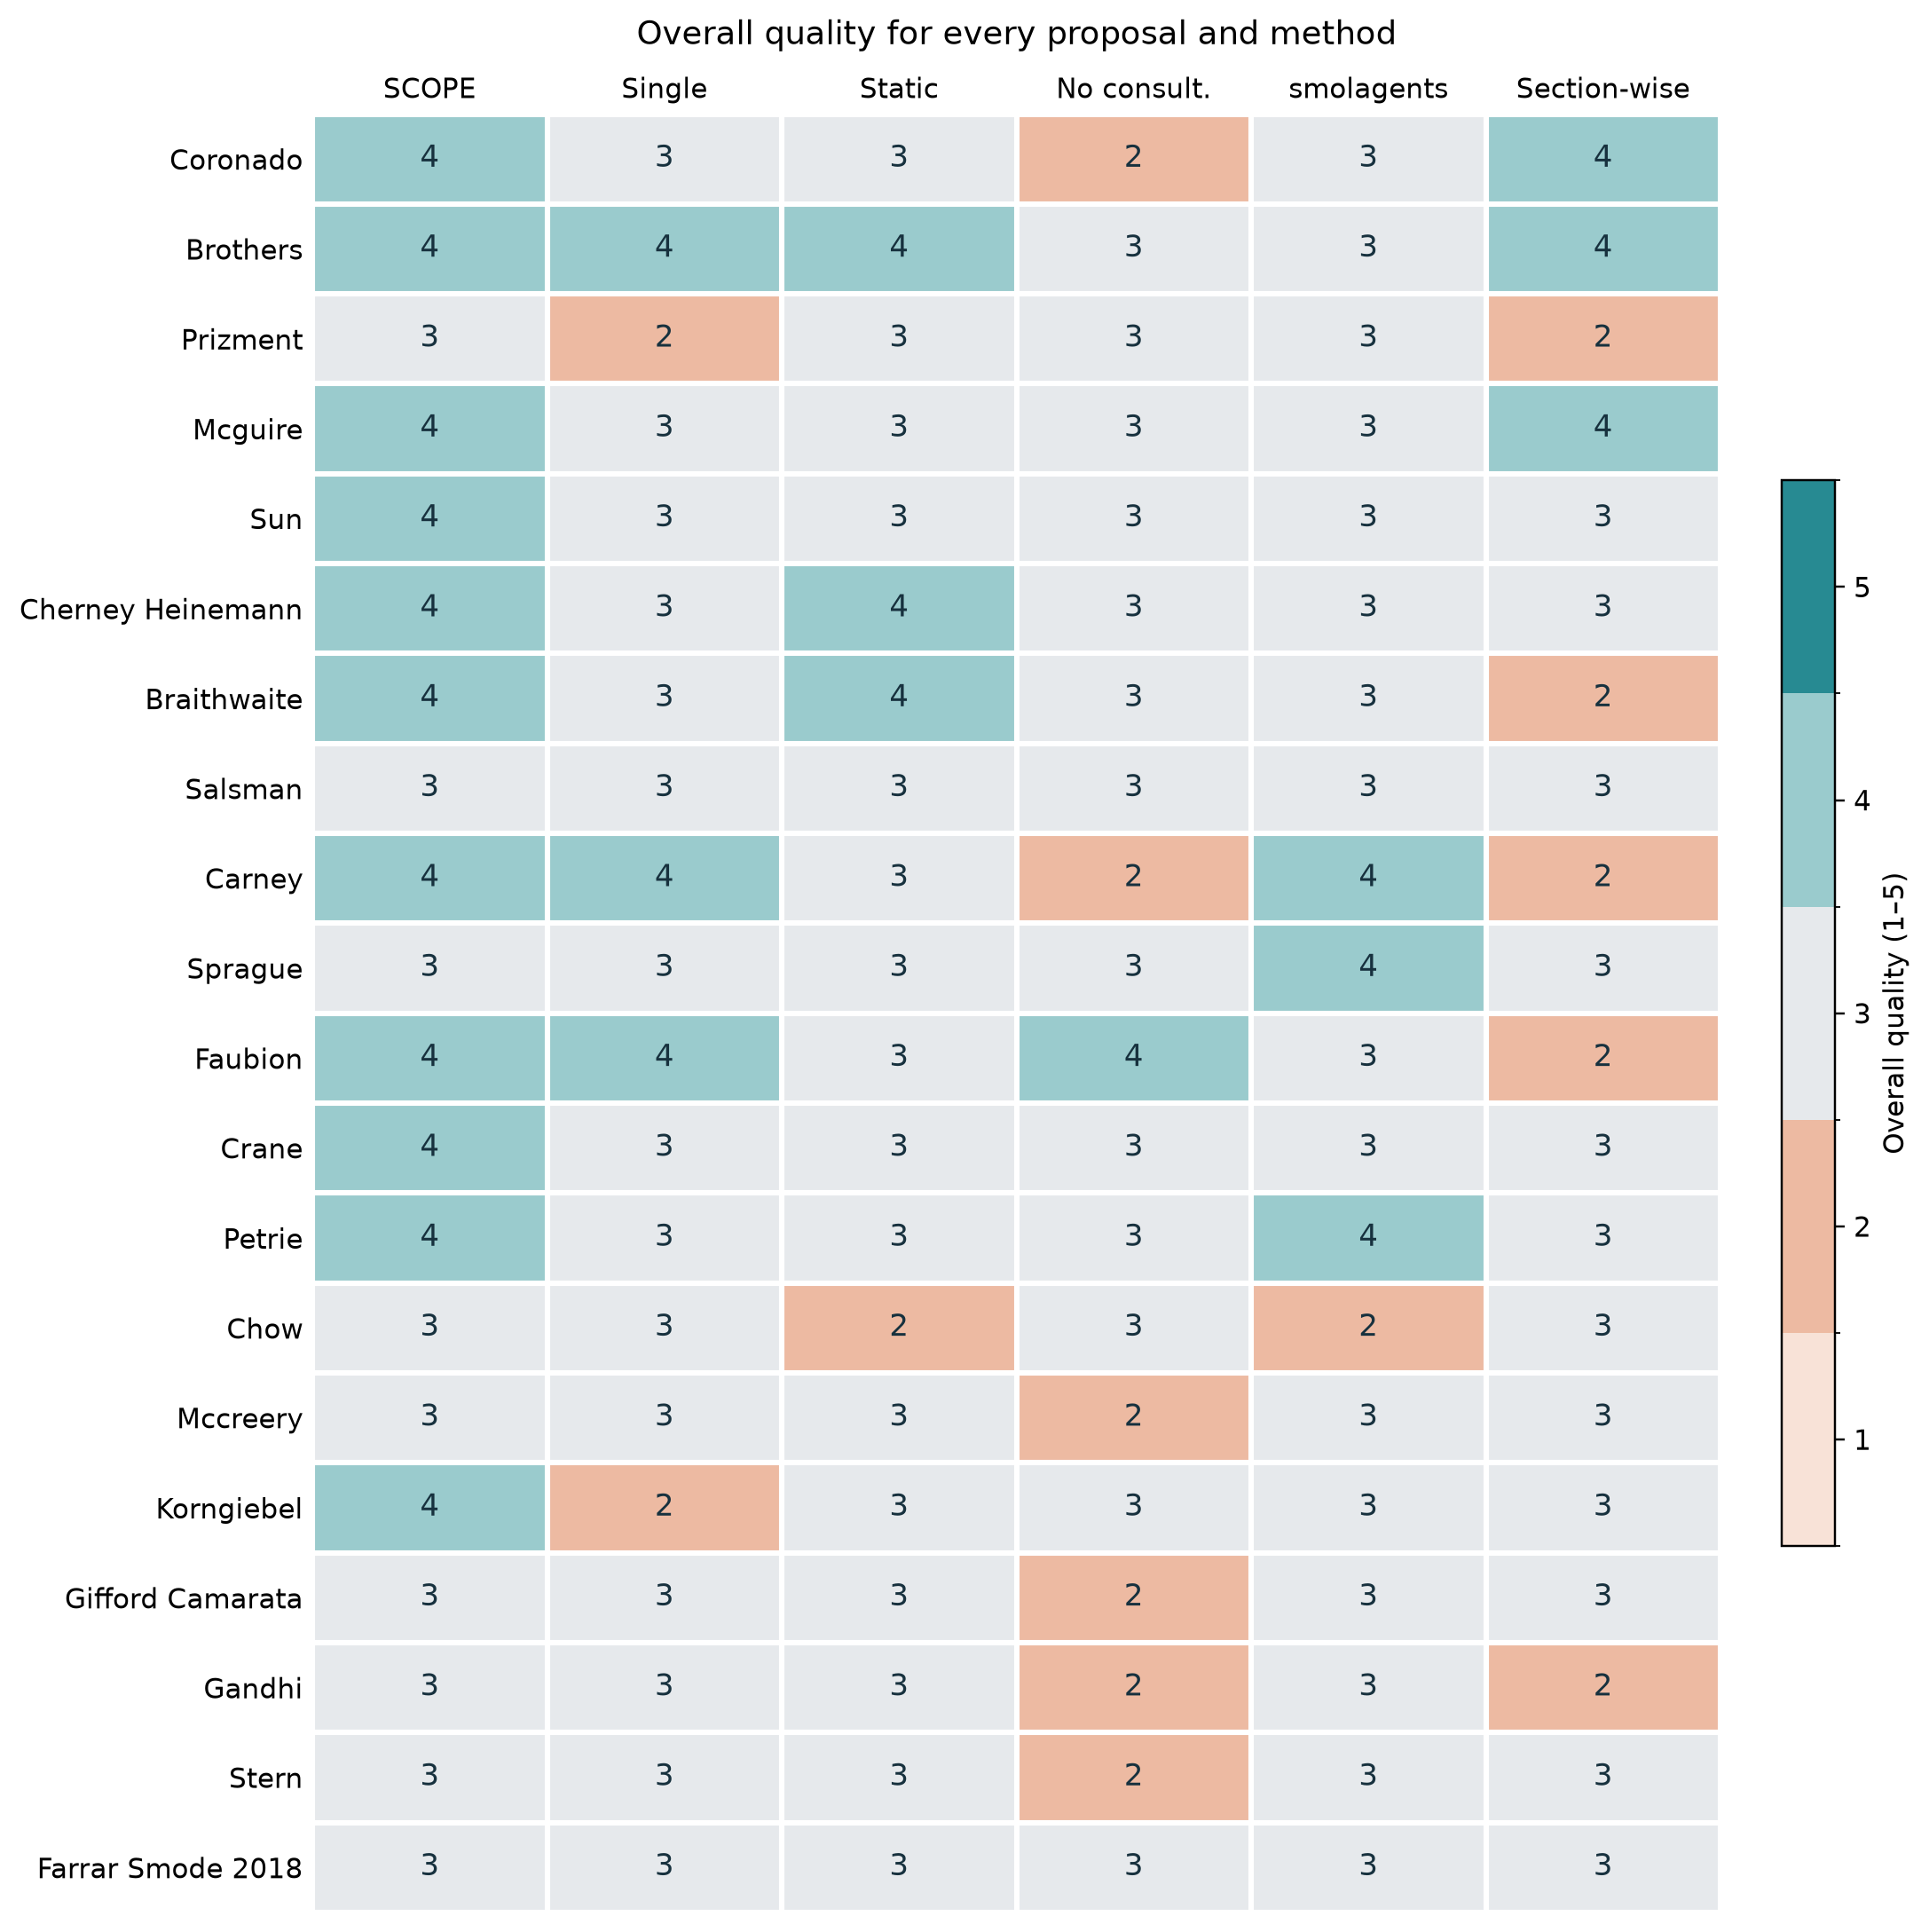 Overall quality for every proposal and method
SCOPE Single Static No consult. smolagents Section-wise
Coronado 4 3 3 2 3 4
Brothers 4 4 4 3 3 4
Prizment 3 2 3 3 3 2
Mcguire 4 3 3 3 3 4
Sun 4 3 3 3 3 3
Cherney Heinemann 4 3 4 3 3 3
Braithwaite 4 3 4 3 3 2
Salsman 3 3 3 3 3 3
Carney 4 4 3 2 4 2
Sprague 3 3 3 3 4 3
Faubion 4 4 3 4 3 2
Crane 4 3 3 3 3 3
Petrie 4 3 3 3 4 3
Chow 3 3 2 3 2 3
Mccreery 3 3 3 2 3 3
Korngiebel 4 2 3 3 3 3
Gifford Camarata 3 3 3 2 3 3
Gandhi 3 3 3 2 3 2
Stern 3 3 3 2 3 3
Farrar Smode 2018 3 3 3 3 3 3
5
4
3
2
1
Overall quality (1–5)